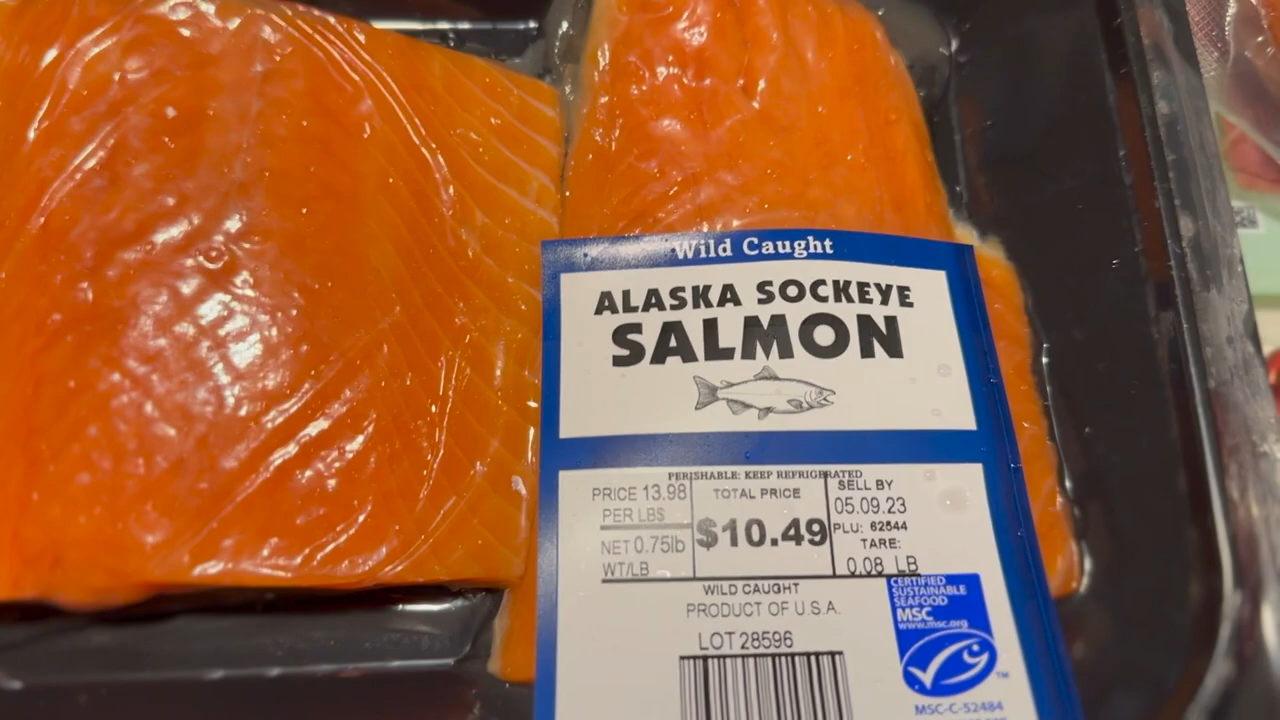 Wild Caught
ALASKA SOCKEYE
SALMON
PERISHABLE: KEEP REFRIGERATED
PRICE 13.98
PER LBS
NET 0.75lb
WT/LB
TOTAL PRICE
$10.49
SELL BY
05.09.23
PLU: 62544
TARE:
0.08 LB
WILD CAUGHT
PRODUCT OF U.S.A.
LOT 28596
CERTIFIED
SUSTAINABLE
SEAFOOD
MSC
www.msc.org
TM
MSC-C-52484